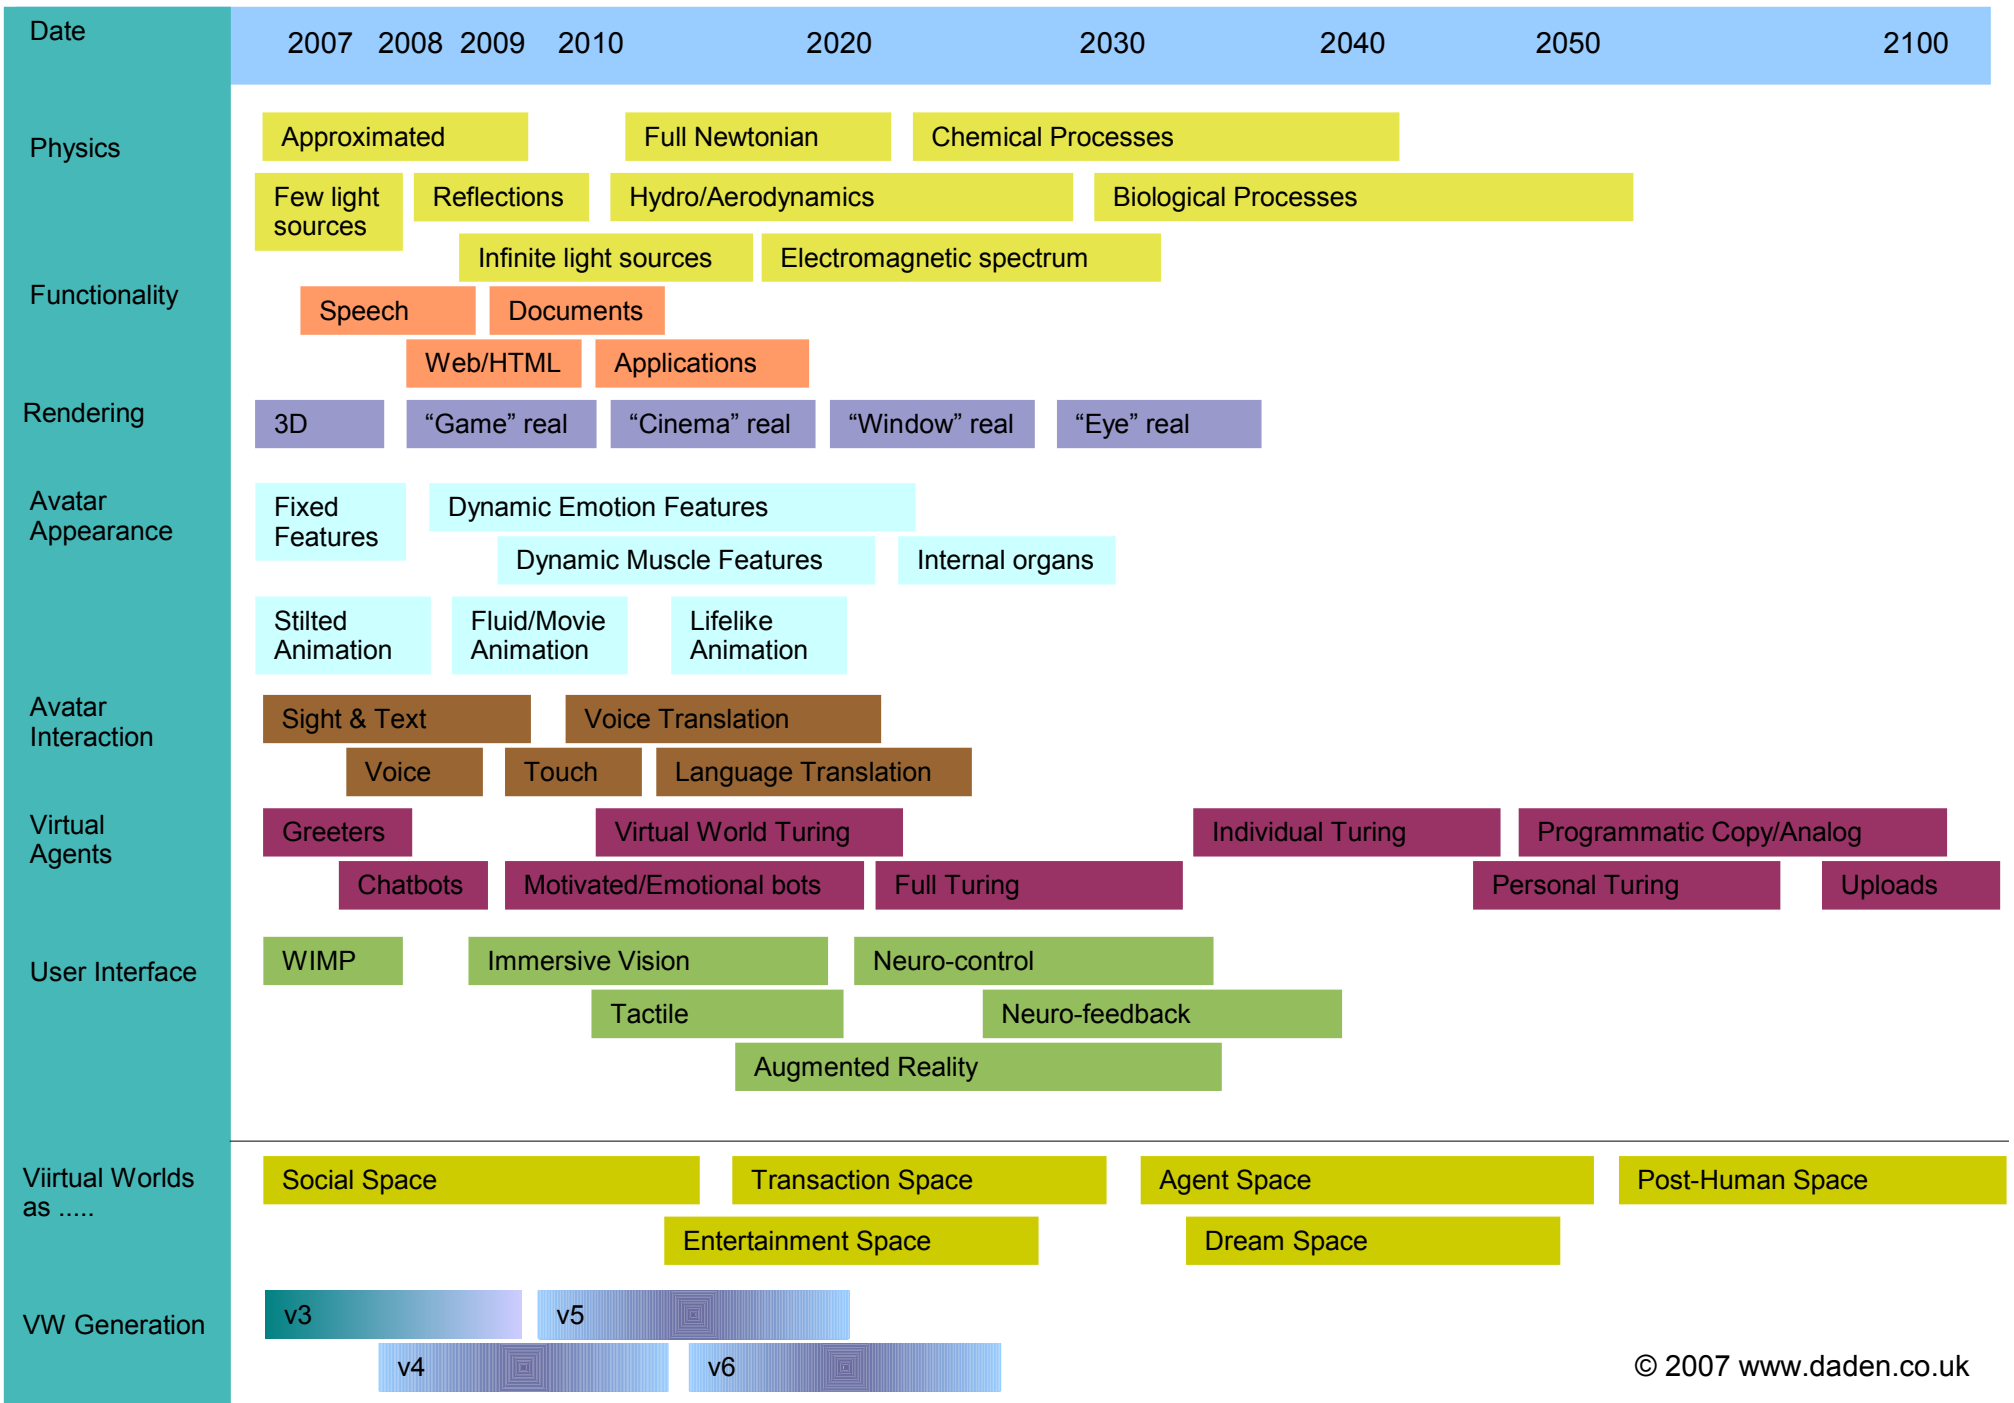 Date
2007 2008 2009 2010 2020 2030 2040 2050 2100
Physics
Approximated Full Newtonian Chemical Processes
Few light
sources
Reflections Hydro/Aerodynamics Biological Processes
Infinite light sources Electromagnetic spectrum
Functionality
Speech Documents
Web/HTML Applications
Rendering
3D “Game” real “Cinema” real “Window” real “Eye” real
Avatar
Appearance
Fixed
Features
Dynamic Emotion Features
Dynamic Muscle Features Internal organs
Stilted
Animation
Fluid/Movie
Animation
Lifelike
Animation
Avatar
Interaction
Sight & Text Voice Translation
Voice Touch Language Translation
Virtual
Agents
Greeters Virtual World Turing Individual Turing Programmatic Copy/Analog
Chatbots Motivated/Emotional bots Full Turing Personal Turing Uploads
User Interface
WIMP Immersive Vision Neuro-control
Tactile Neuro-feedback
Augmented Reality
Viirtual Worlds
as .....
Social Space Transaction Space Agent Space Post-Human Space
Entertainment Space Dream Space
VW Generation
v3 v5
v4 v6
© 2007 www.daden.co.uk